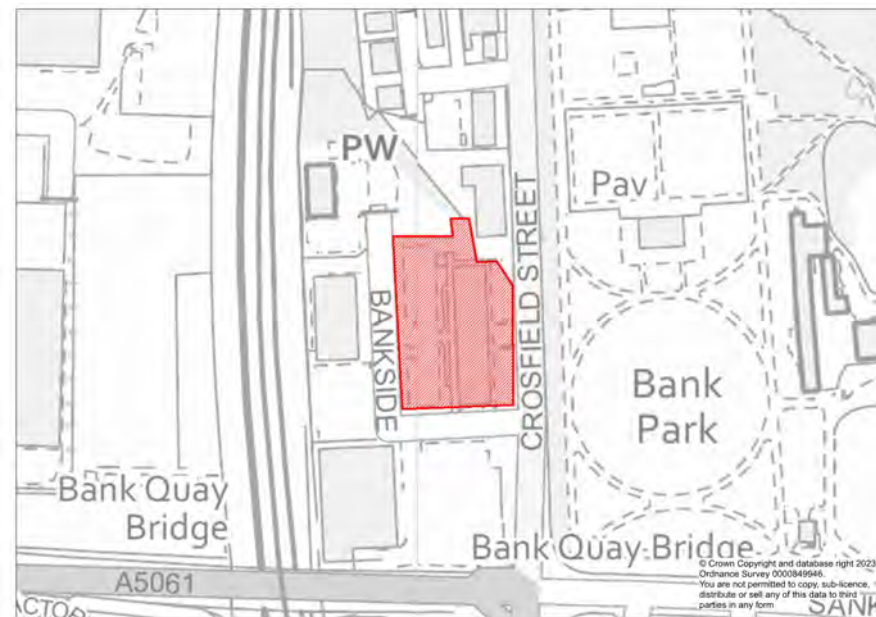 PW
Pav
CROSFIELD STREET
BANKSIDE
Bank
Park
Bank Quay
Bridge
Bank Quay Bridge
A5061
© Crown Copyright and database right 2023
Ordnance Survey 0000849946.
You are not permitted to copy, sub-licence,
distribute or sell any of this data to third
parties in any form
SANK